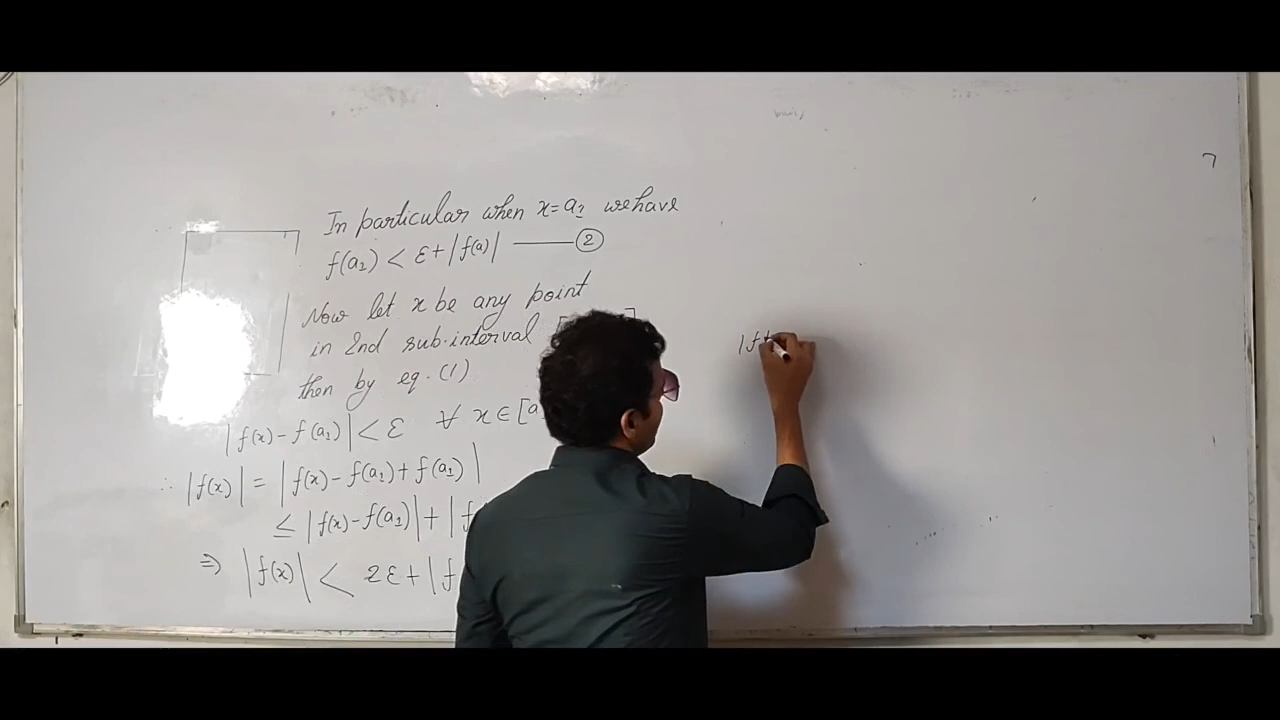 In particular when x=a₁ we have
f(a₁) < ε+|f(a)| —— ②
Now let x be any point
in 2nd sub-interval [
then by eq. (1)
|f(x)-f(a₁)|<ε ∀ x∈[a
∴ |f(x)| = |f(x)-f(a₁)+f(a₁)|
≤ |f(x)-f(a₁)|+|f
⇒ |f(x)| < 2ε+|f
|f